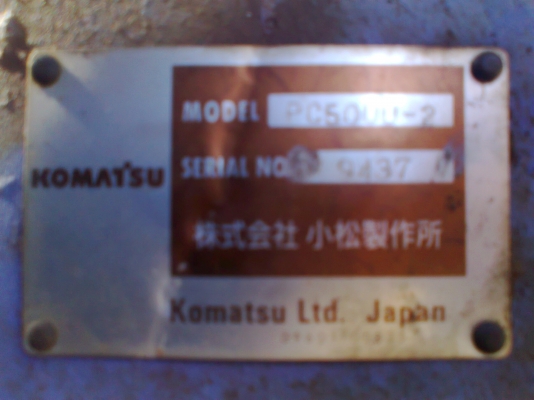 MODEL PC50UU-2
KOMATSU
SERIAL NO. 9437
株式会社 小松製作所
Komatsu Ltd. Japan